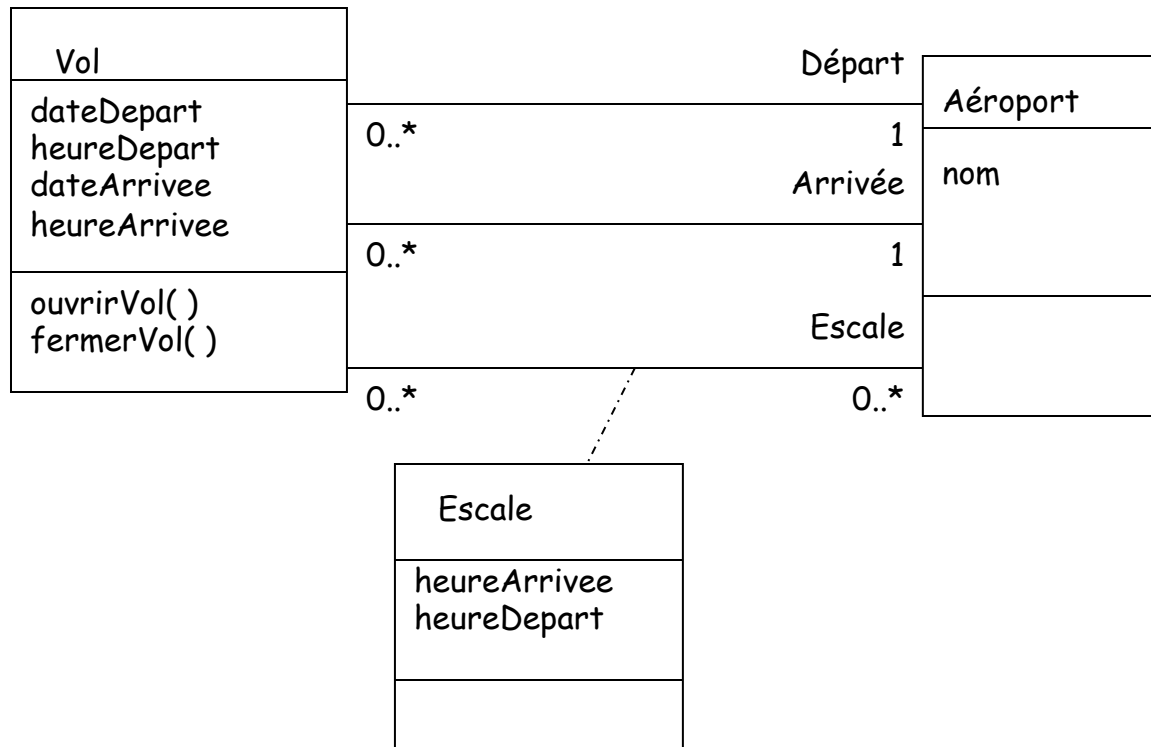 Vol
dateDepart
heureDepart
dateArrivee
heureArrivee
ouvrirVol( )
fermerVol( )
Départ
0..*
1
Arrivée
0..*
1
Escale
0..*
0..*
Aéroport
nom
Escale
heureArrivee
heureDepart